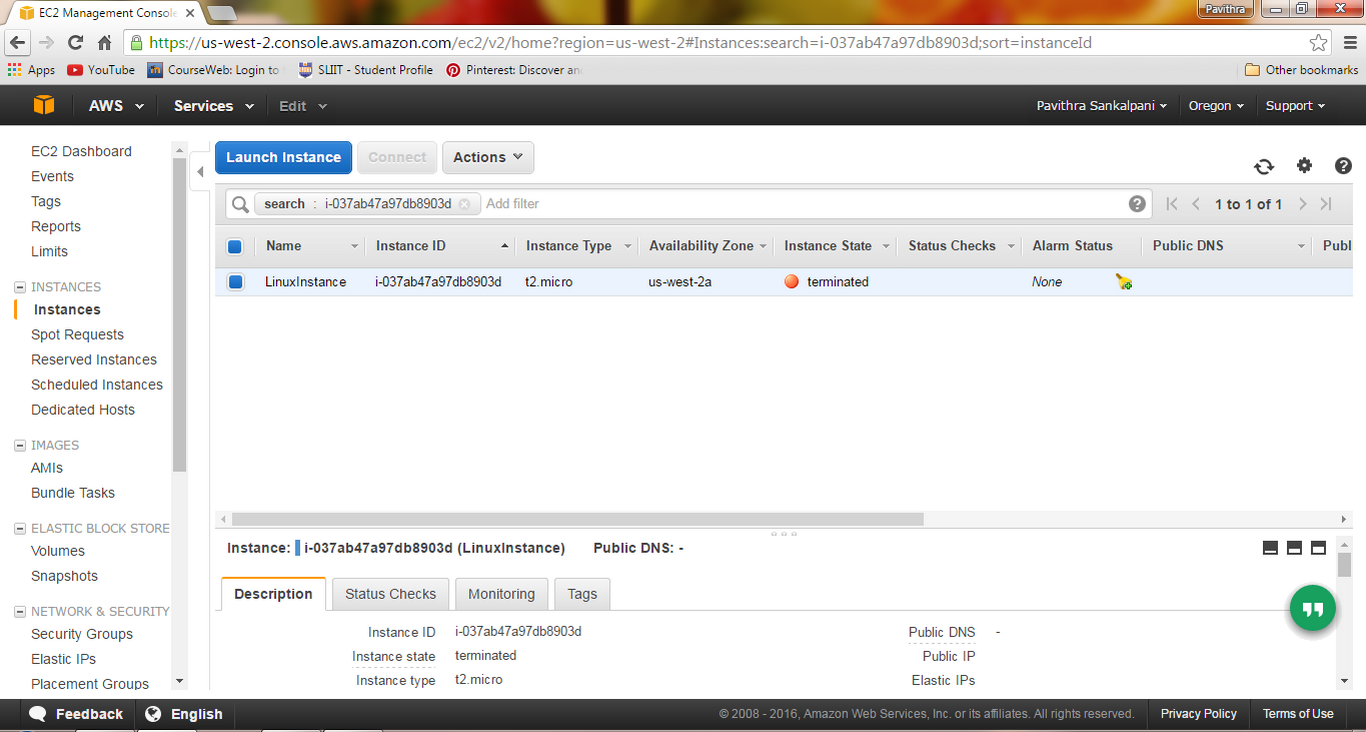 EC2 Management Console
Pavithra
https://us-west-2.console.aws.amazon.com/ec2/v2/home?region=us-west-2#Instances:search=i-037ab47a97db8903d;sort=instanceId
Apps YouTube CourseWeb: Login to SLIIT - Student Profile Pinterest: Discover and Other bookmarks
AWS Services Edit Pavithra Sankalpani Oregon Support
EC2 Dashboard
Events
Tags
Reports
Limits
INSTANCES
Instances
Spot Requests
Reserved Instances
Scheduled Instances
Dedicated Hosts
IMAGES
AMIs
Bundle Tasks
ELASTIC BLOCK STORE
Volumes
Snapshots
NETWORK & SECURITY
Security Groups
Elastic IPs
Placement Groups
Launch Instance Connect Actions
search : i-037ab47a97db8903d Add filter 1 to 1 of 1
Name Instance ID Instance Type Availability Zone Instance State Status Checks Alarm Status Public DNS Publ
LinuxInstance i-037ab47a97db8903d t2.micro us-west-2a terminated None
Instance: i-037ab47a97db8903d (LinuxInstance) Public DNS: -
Description Status Checks Monitoring Tags
Instance ID i-037ab47a97db8903d Public DNS -
Instance state terminated Public IP
Instance type t2.micro Elastic IPs
Feedback English © 2008 - 2016, Amazon Web Services, Inc. or its affiliates. All rights reserved. Privacy Policy Terms of Use